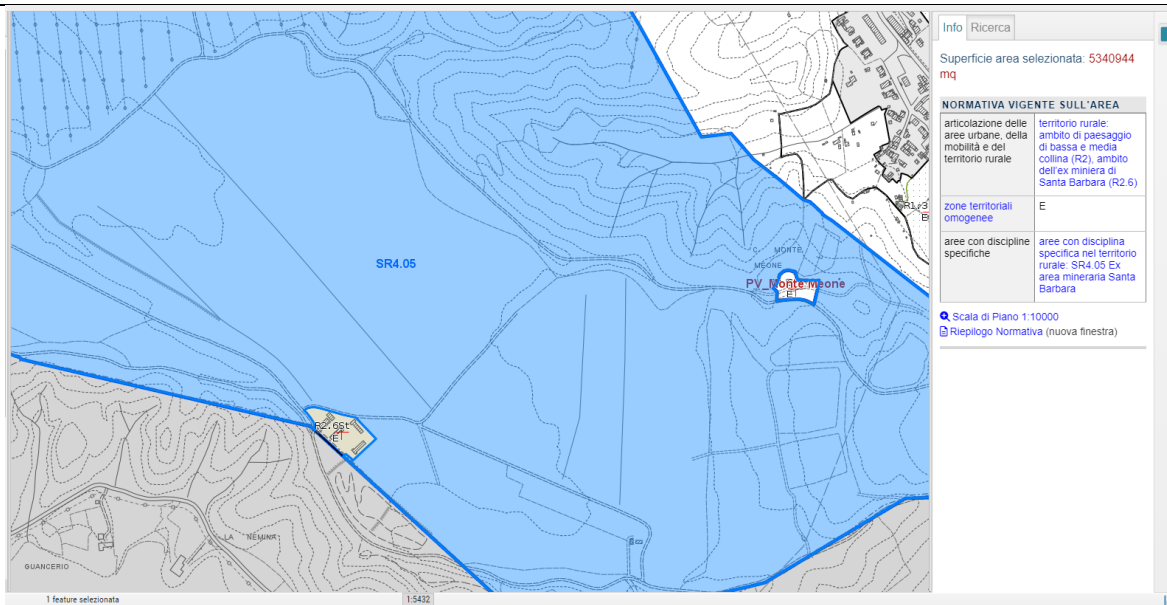 Info Ricerca
Superficie area selezionata: 5340944
mq
NORMATIVA VIGENTE SULL'AREA
articolazione delle
aree urbane, della
mobilità e del
territorio rurale
territorio rurale:
ambito di paesaggio
di bassa e media
collina (R2), ambito
dell'ex miniera di
Santa Barbara (R2.6)
zone territoriali
omogenee
E
aree con discipline
specifiche
aree con disciplina
specifica nel territorio
rurale: SR4.05 Ex
area mineraria Santa
Barbara
Scala di Piano 1:10000
Riepilogo Normativa (nuova finestra)
SR4.05
C. MONTE
MEONE
PV_Monte Meone
E
R2.6St
E
LA NEMINA
GUANCERIO
1 feature selezionata
1:5432